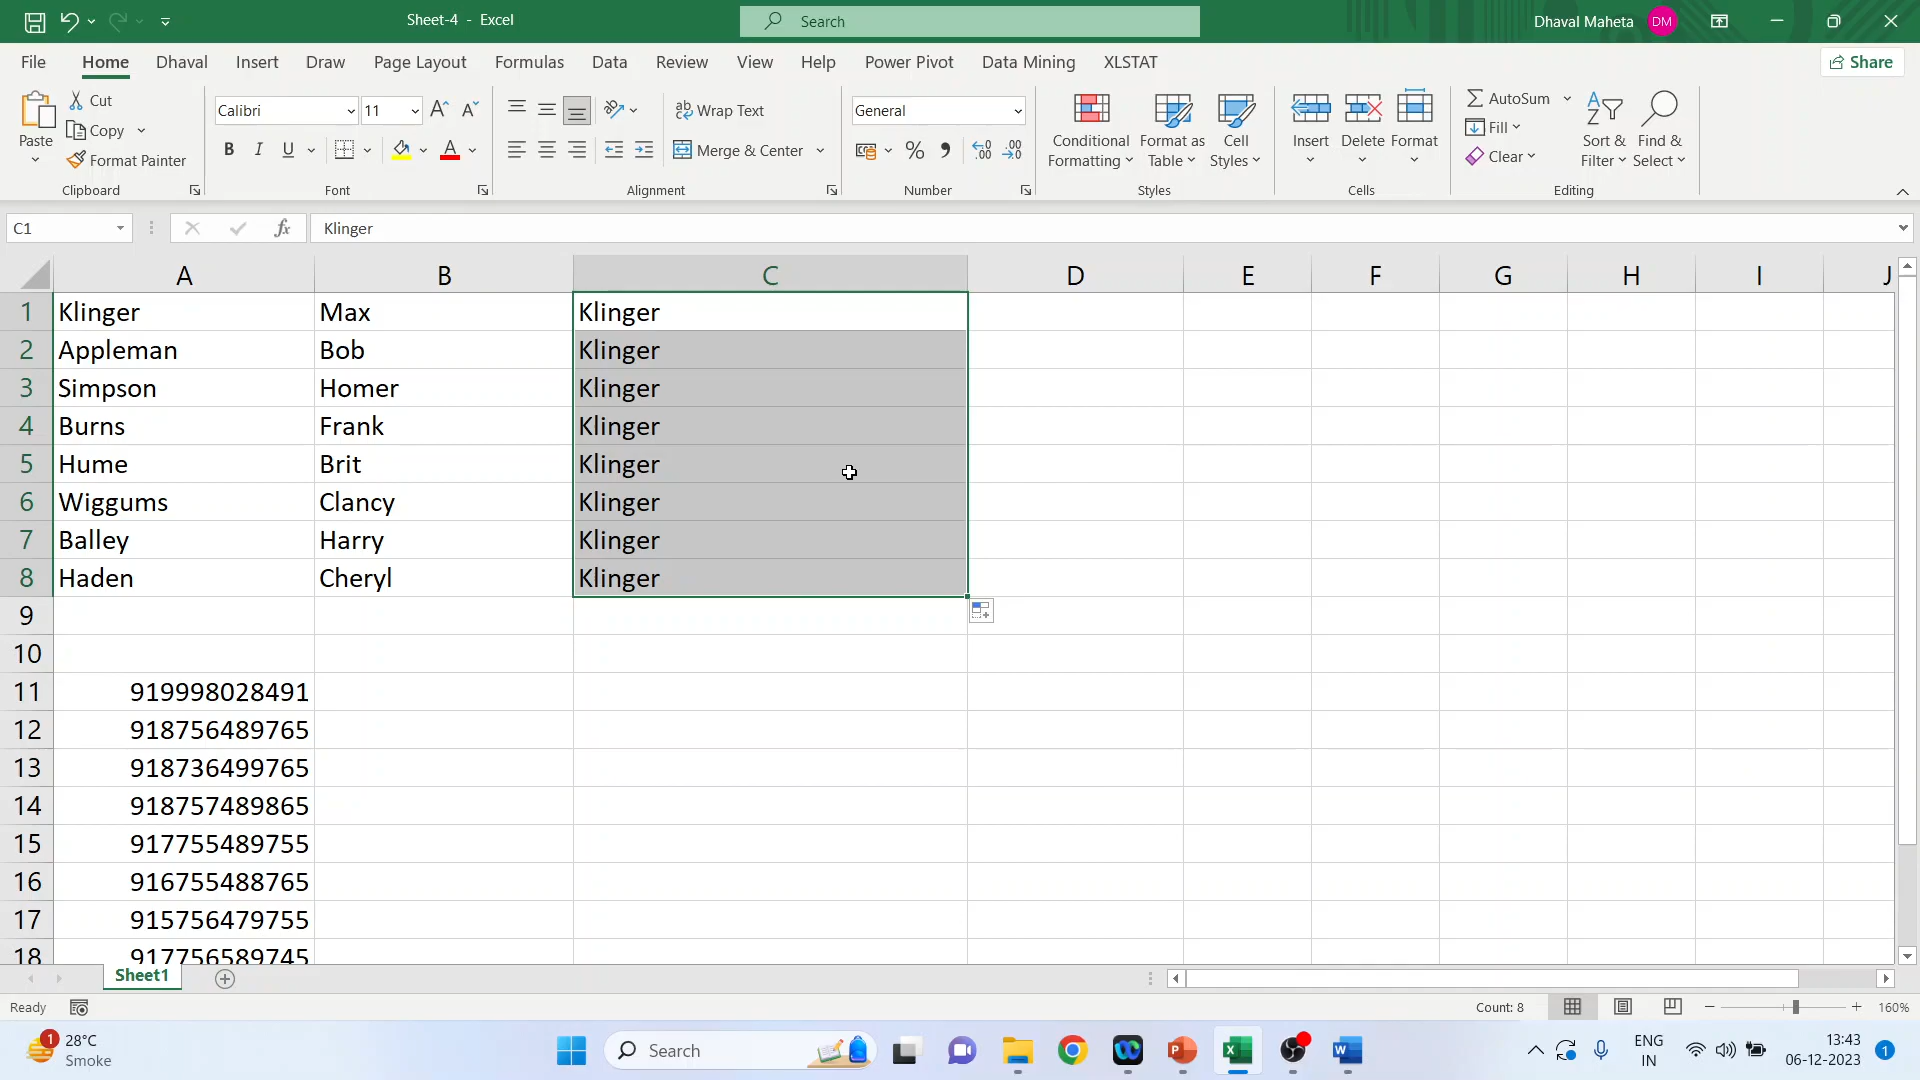 Sheet-4 - Excel
Search
Dhaval Maheta
DM
File Home Dhaval Insert Draw Page Layout Formulas Data Review View Help Power Pivot Data Mining XLSTAT
Share
Paste
Cut
Copy
Format Painter
Clipboard
Calibri
11
B I U
Font
Wrap Text
Merge & Center
Alignment
General
Number
Conditional Formatting
Format as Table
Cell Styles
Styles
Insert
Delete
Format
Cells
AutoSum
Fill
Clear
Sort & Filter
Find & Select
Editing
C1
fx
Klinger
A B C D E F G H I J
1 Klinger Max Klinger
2 Appleman Bob Klinger
3 Simpson Homer Klinger
4 Burns Frank Klinger
5 Hume Brit Klinger
6 Wiggums Clancy Klinger
7 Balley Harry Klinger
8 Haden Cheryl Klinger
9
10
11 919998028491
12 918756489765
13 918736499765
14 918757489865
15 917755489755
16 916755488765
17 915756479755
18 917756589745
Sheet1
Ready
Count: 8
160%
1
28°C
Smoke
Search
ENG
IN
13:43
06-12-2023
1